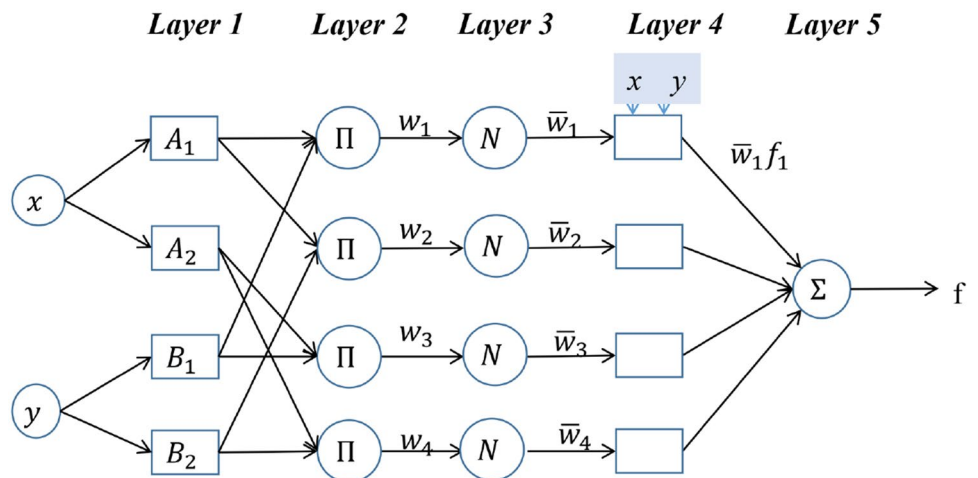 Layer 1 Layer 2 Layer 3 Layer 4 Layer 5
x y
A₁ Π w₁ N w̅₁
w̅₁f₁
x
A₂ Π w₂ N w̅₂
Σ f
B₁ Π w₃ N w̅₃
y
B₂ Π w₄ N w̅₄